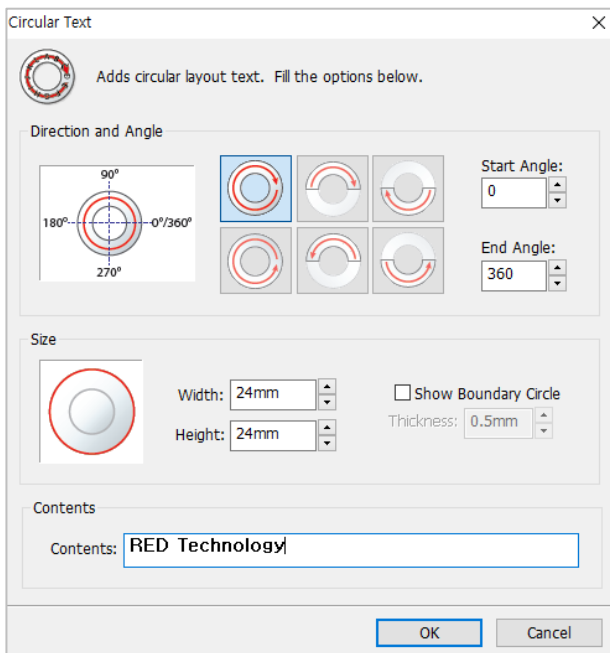 Circular Text
Adds circular layout text. Fill the options below.
Direction and Angle
90°
180°
0°/360°
270°
Start Angle:
0
End Angle:
360
Size
Width: 24mm
Height: 24mm
Show Boundary Circle
Thickness: 0.5mm
Contents
Contents: RED Technology
OK
Cancel